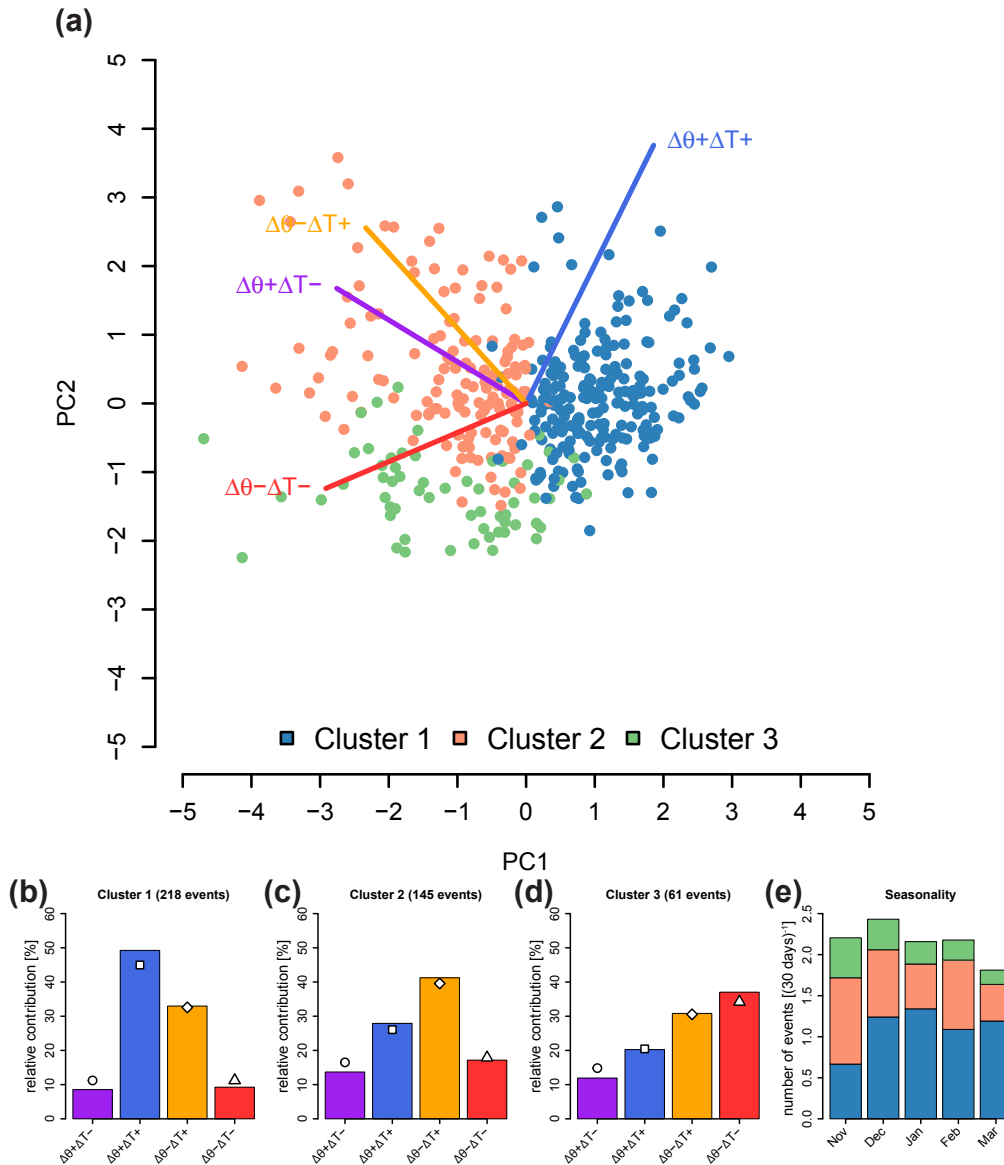 (a)
5
4
3
2
1
0
−1
−2
−3
−4
−5
PC2
Δθ+ΔT+
Δθ−ΔT+
Δθ+ΔT−
Δθ−ΔT−
Cluster 1 Cluster 2 Cluster 3
−5 −4 −3 −2 −1 0 1 2 3 4 5
PC1
(b)
Cluster 1 (218 events)
relative contribution [%]
60
50
40
30
20
10
0
Δθ+ΔT− Δθ+ΔT+ Δθ−ΔT+ Δθ−ΔT−
(c)
Cluster 2 (145 events)
relative contribution [%]
60
50
40
30
20
10
0
Δθ+ΔT− Δθ+ΔT+ Δθ−ΔT+ Δθ−ΔT−
(d)
Cluster 3 (61 events)
relative contribution [%]
60
50
40
30
20
10
0
Δθ+ΔT− Δθ+ΔT+ Δθ−ΔT+ Δθ−ΔT−
(e)
Seasonality
number of events [(30 days)⁻¹]
2.5
2.0
1.5
1.0
0.5
0.0
Nov Dec Jan Feb Mar